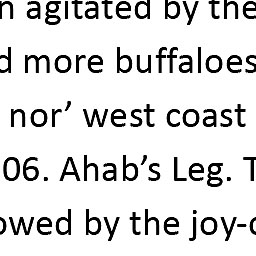 n agitated by the
d more buffaloes
nor’ west coast
06. Ahab’s Leg. T
owed by the joy-